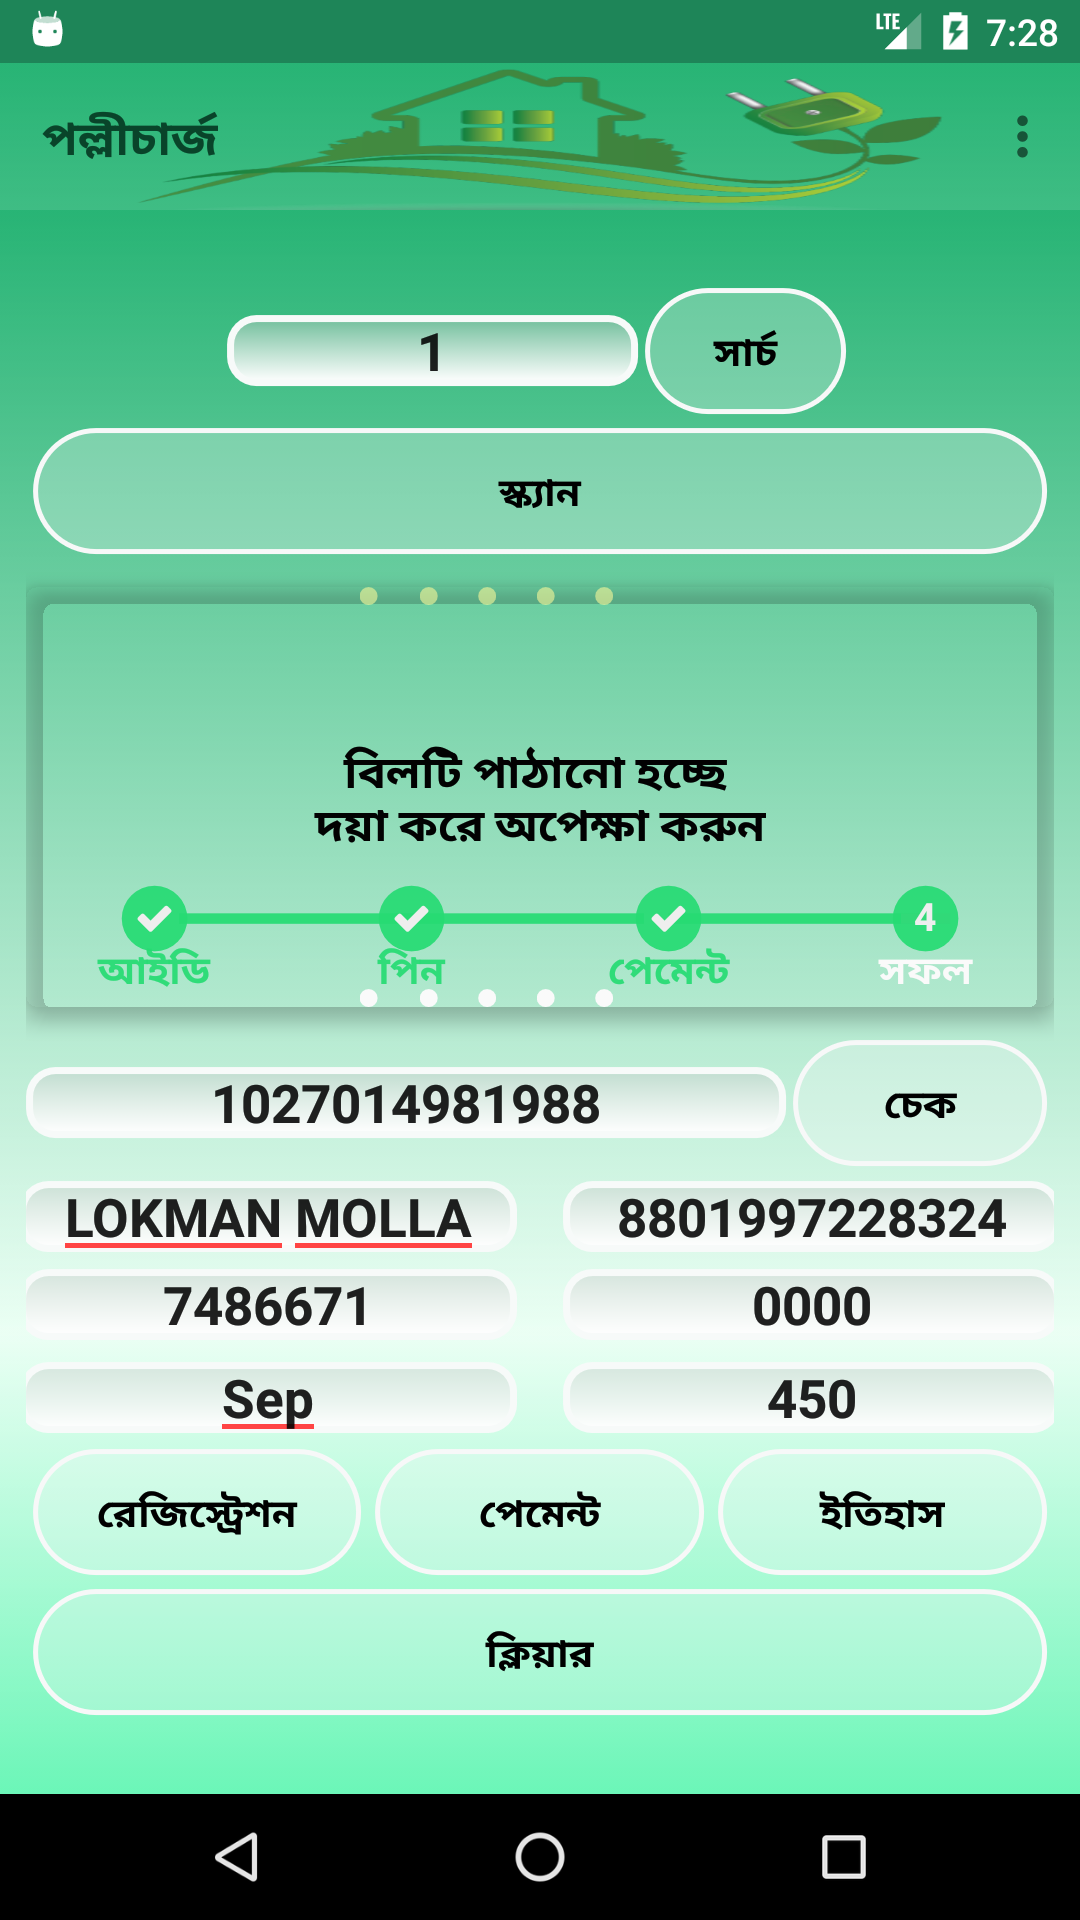 LTE 7:28
পল্লীচার্জ
1 সার্চ
স্ক্যান
বিলটি পাঠানো হচ্ছে
দয়া করে অপেক্ষা করুন
4
আইডি পিন পেমেন্ট সফল
1027014981988 চেক
LOKMAN MOLLA 8801997228324
7486671 0000
Sep 450
রেজিস্ট্রেশন পেমেন্ট ইতিহাস
ক্লিয়ার